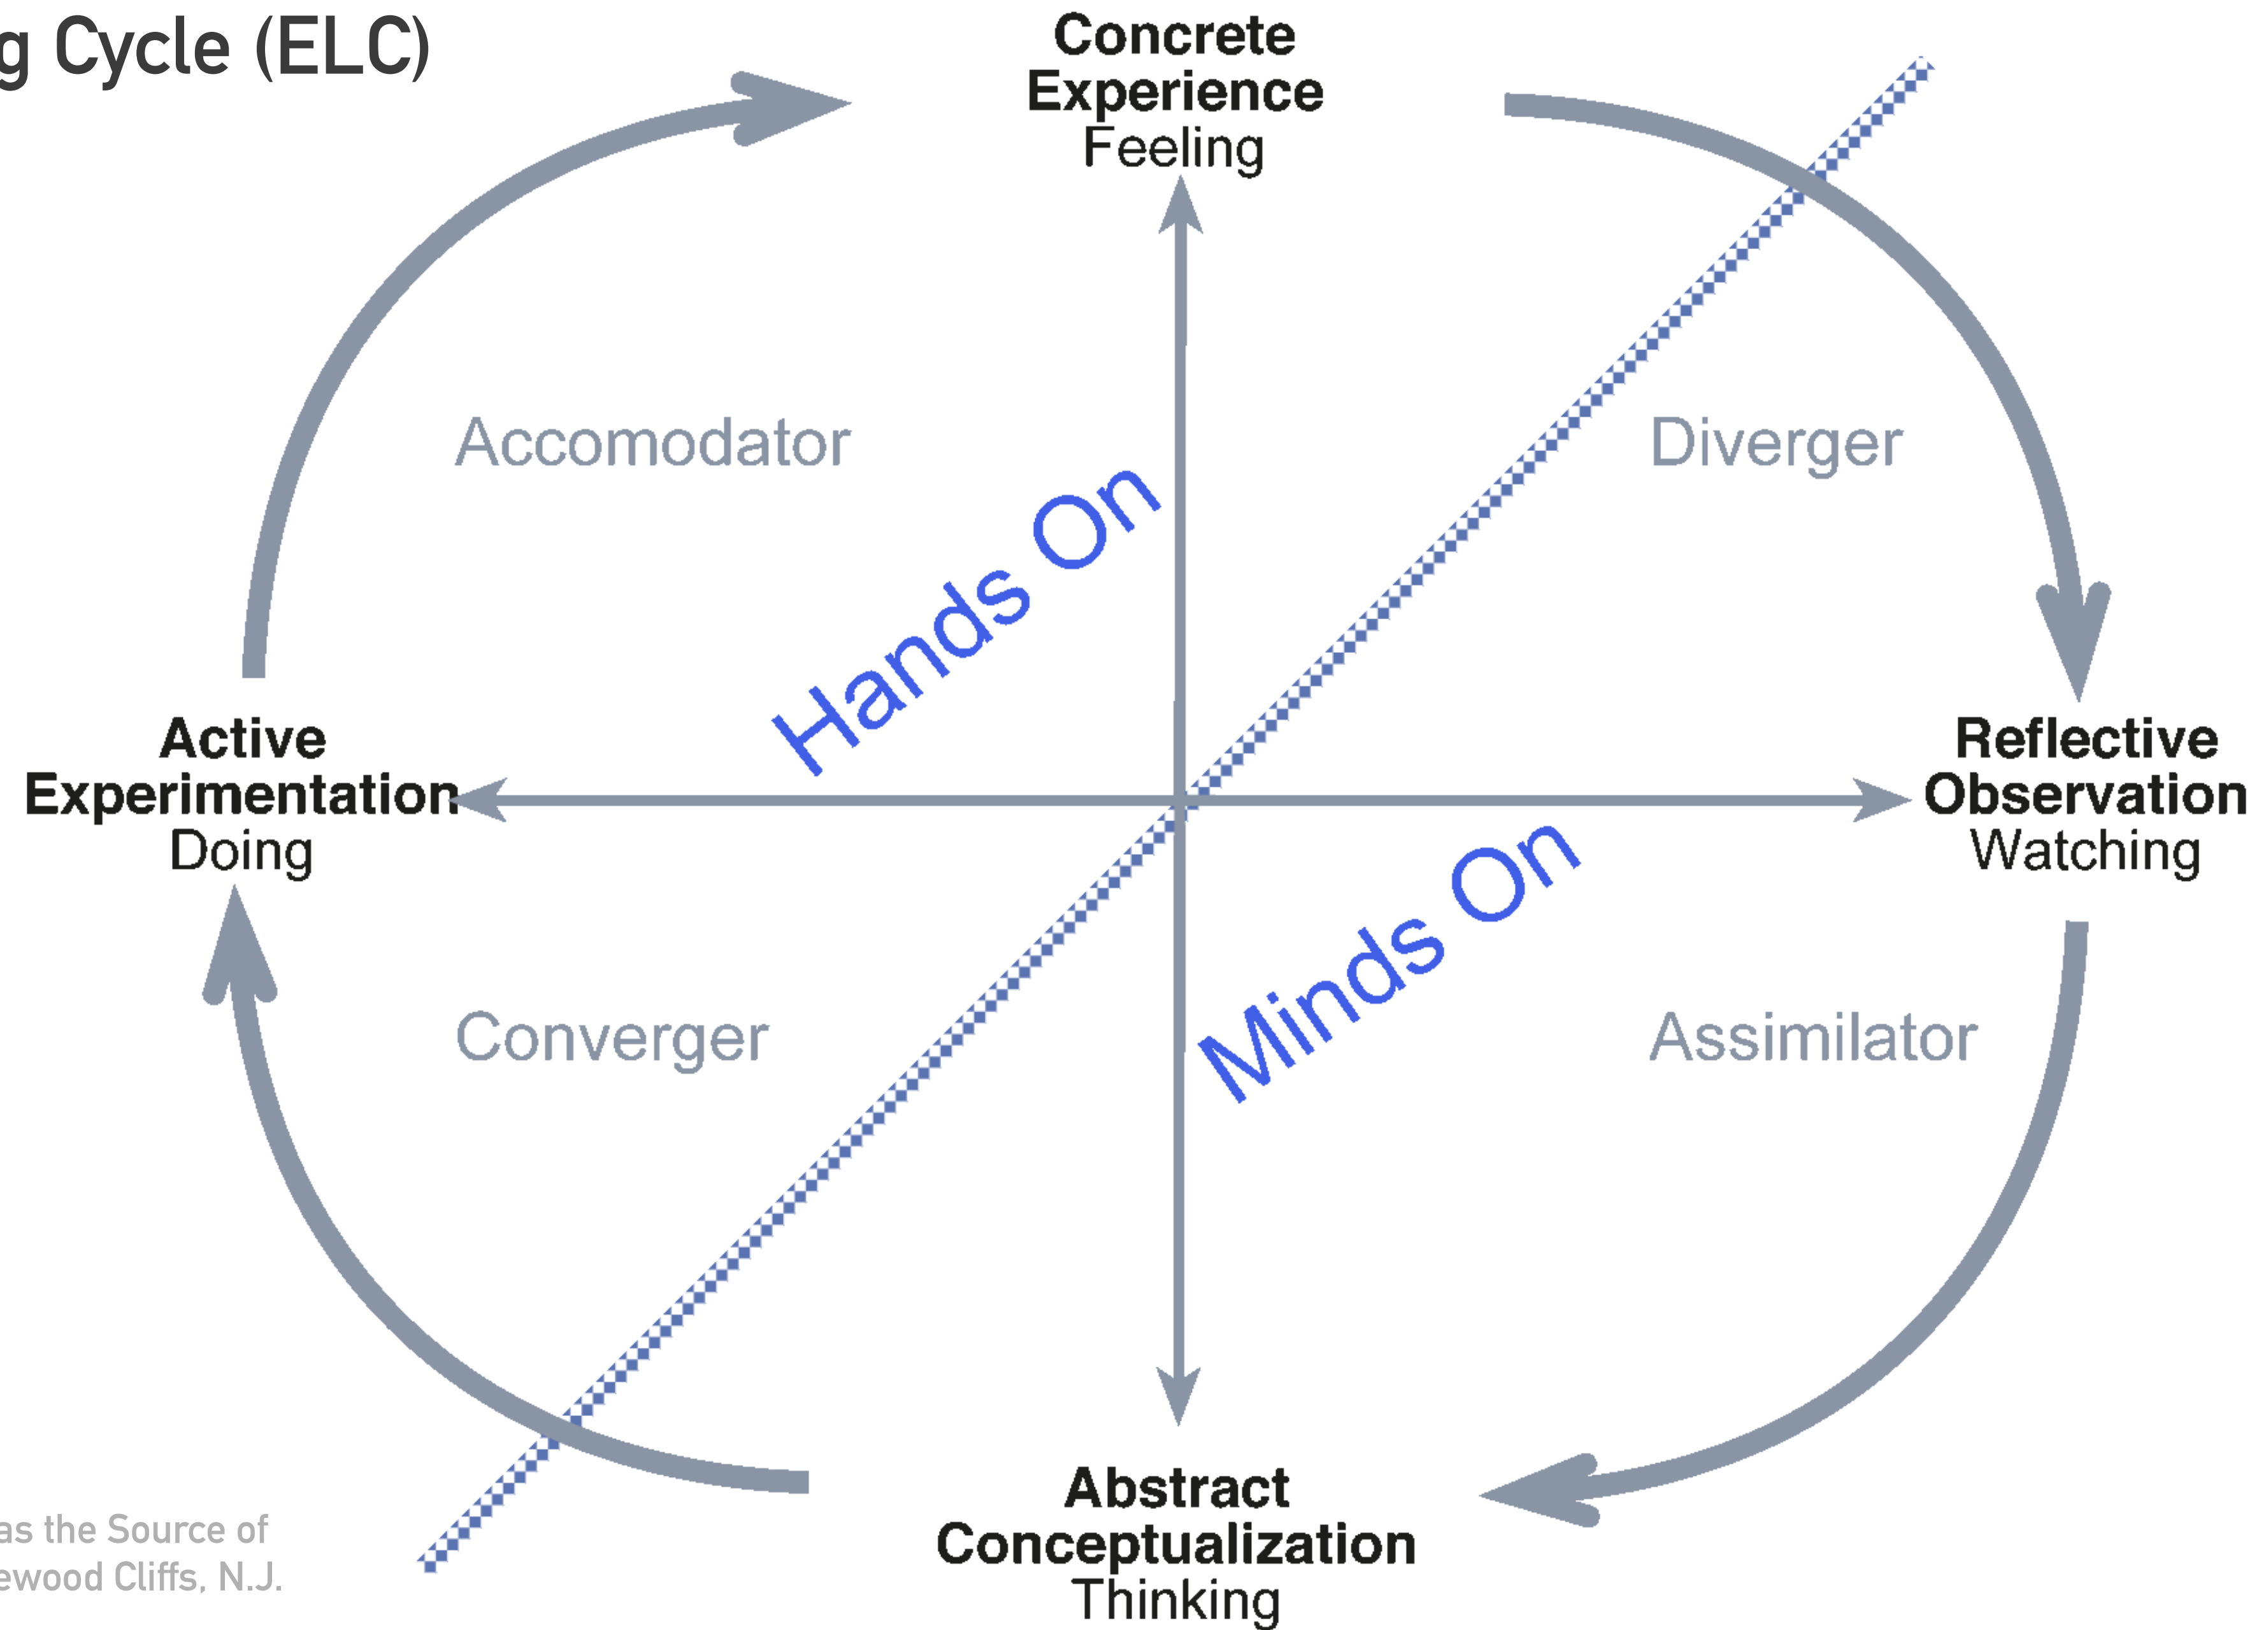 g Cycle (ELC)
Concrete
Experience
Feeling
Accomodator
Diverger
Hands On
Active
Experimentation
Doing
Reflective
Observation
Watching
Minds On
Converger
Assimilator
Abstract
Conceptualization
Thinking
as the Source of
ewood Cliffs, N.J.